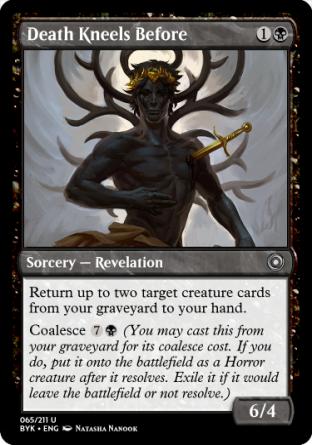 Death Kneels Before 1
Sorcery — Revelation
Return up to two target creature cards
from your graveyard to your hand.
Coalesce 7 (You may cast this from
your graveyard for its coalesce cost. If you
do, put it onto the battlefield as a Horror
creature after it resolves. Exile it if it would
leave the battlefield or not resolve.)
6/4
065/211 U
BYK • ENG Natasha Nanook